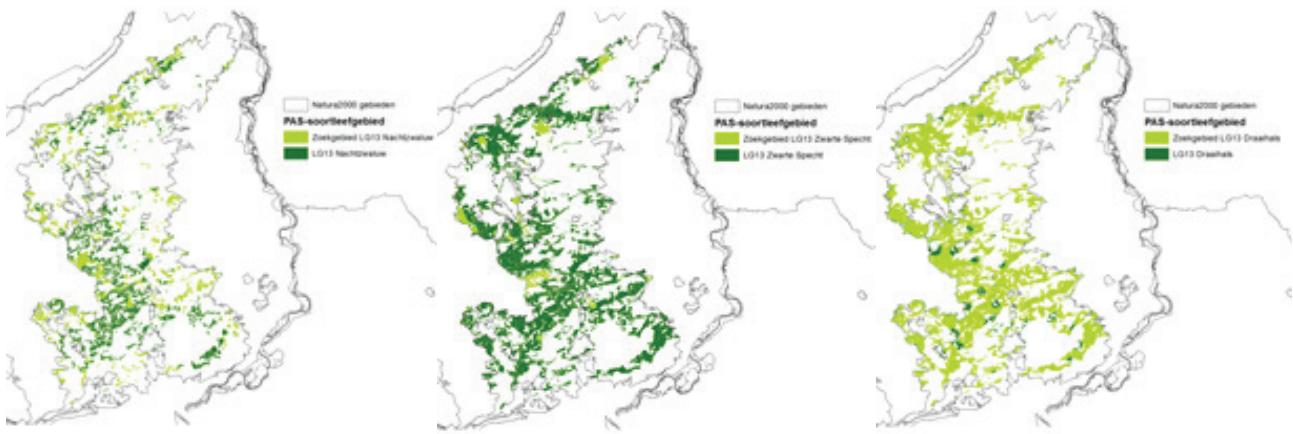 Natura2000 gebieden
PAS-soortleefgebied
Zoekgebied LG13 Nachtzwaluw
LG13 Nachtzwaluw
Natura2000 gebieden
PAS-soortleefgebied
Zoekgebied LG13 Zwarte Specht
LG13 Zwarte Specht
Natura2000 gebieden
PAS-soortleefgebied
Zoekgebied LG13 Draaihals
LG13 Draaihals